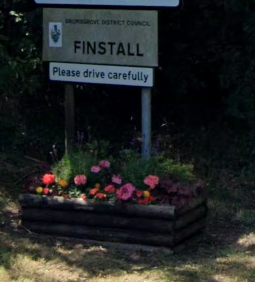 BROMSGROVE DISTRICT COUNCIL
FINSTALL
Please drive carefully